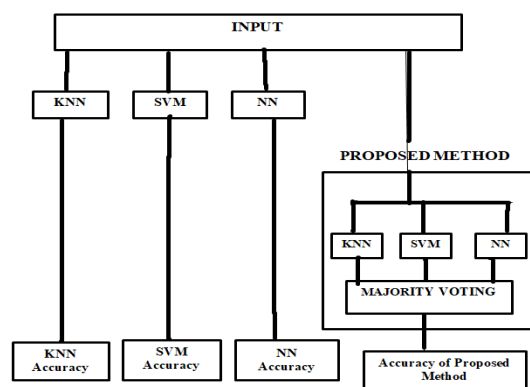 INPUT
KNN
SVM
NN
PROPOSED METHOD
KNN
SVM
NN
MAJORITY VOTING
KNN
Accuracy
SVM
Accuracy
NN
Accuracy
Accuracy of Proposed
Method